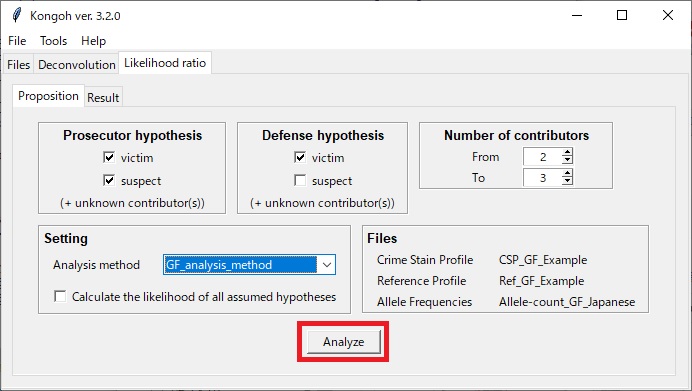 Kongoh ver. 3.2.0
File Tools Help
Files Deconvolution Likelihood ratio
Proposition Result
Prosecutor hypothesis
victim
suspect
(+ unknown contributor(s))
Defense hypothesis
victim
suspect
(+ unknown contributor(s))
Number of contributors
From 2
To 3
Setting
Analysis method GF_analysis_method
Calculate the likelihood of all assumed hypotheses
Files
Crime Stain Profile CSP_GF_Example
Reference Profile Ref_GF_Example
Allele Frequencies Allele-count_GF_Japanese
Analyze